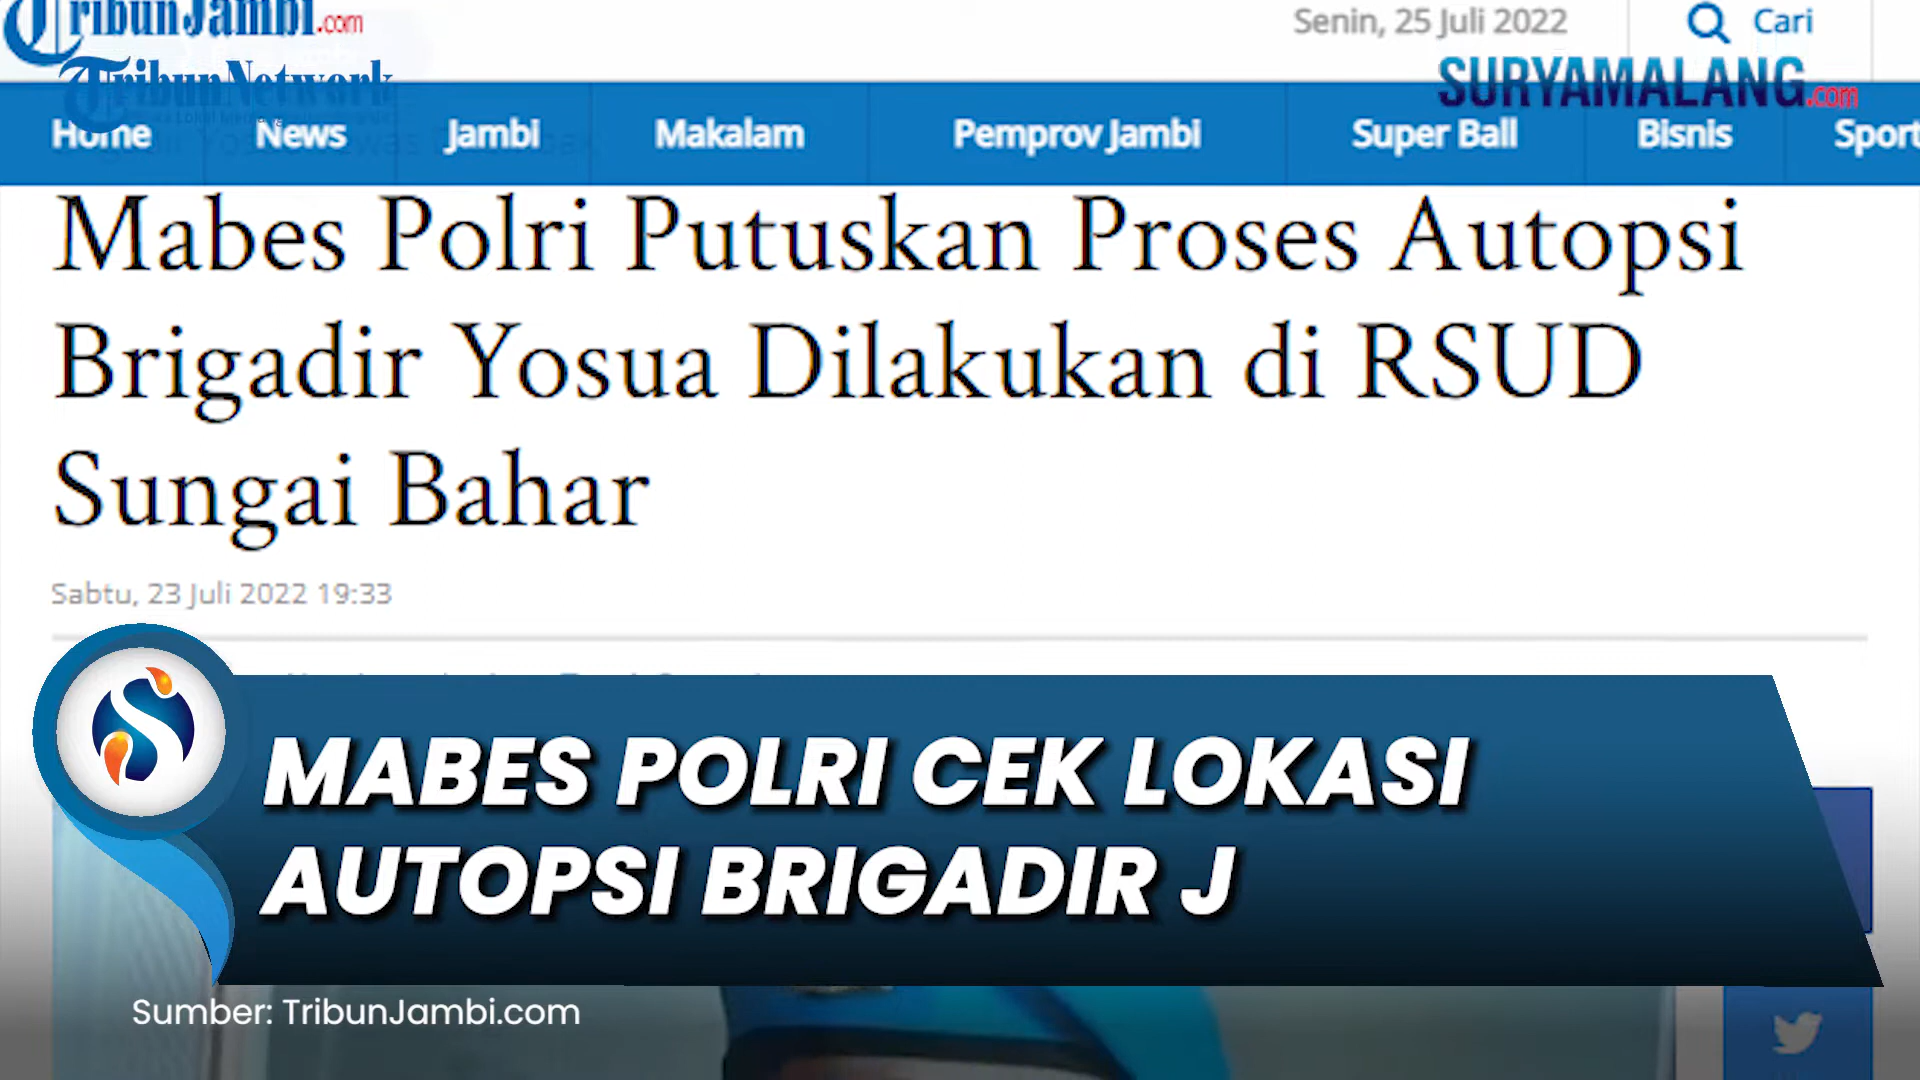 TribunJambi.com
Senin, 25 Juli 2022
Cari
TribunNetwork
SURYAMALANG.com
Home News Jambi Makalam Pemprov Jambi Super Ball Bisnis Sport
Mabes Polri Putuskan Proses Autopsi
Brigadir Yosua Dilakukan di RSUD
Sungai Bahar
Sabtu, 23 Juli 2022 19:33
MABES POLRI CEK LOKASI
AUTOPSI BRIGADIR J
Sumber: TribunJambi.com